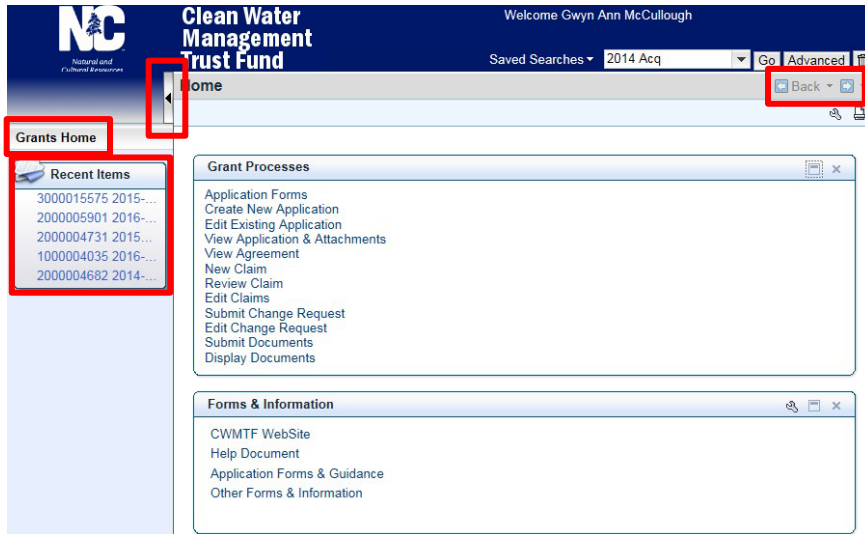 NC
Natural and
Cultural Resources
Clean Water
Management
Trust Fund
Welcome Gwyn Ann McCullough
Saved Searches 2014 Acq Go Advanced
Home
Back
Grants Home
Recent Items
3000015575 2015-...
2000005901 2016-...
2000004731 2015...
1000004035 2016-...
2000004682 2014-...
Grant Processes
Application Forms
Create New Application
Edit Existing Application
View Application & Attachments
View Agreement
New Claim
Review Claim
Edit Claims
Submit Change Request
Edit Change Request
Submit Documents
Display Documents
Forms & Information
CWMTF WebSite
Help Document
Application Forms & Guidance
Other Forms & Information